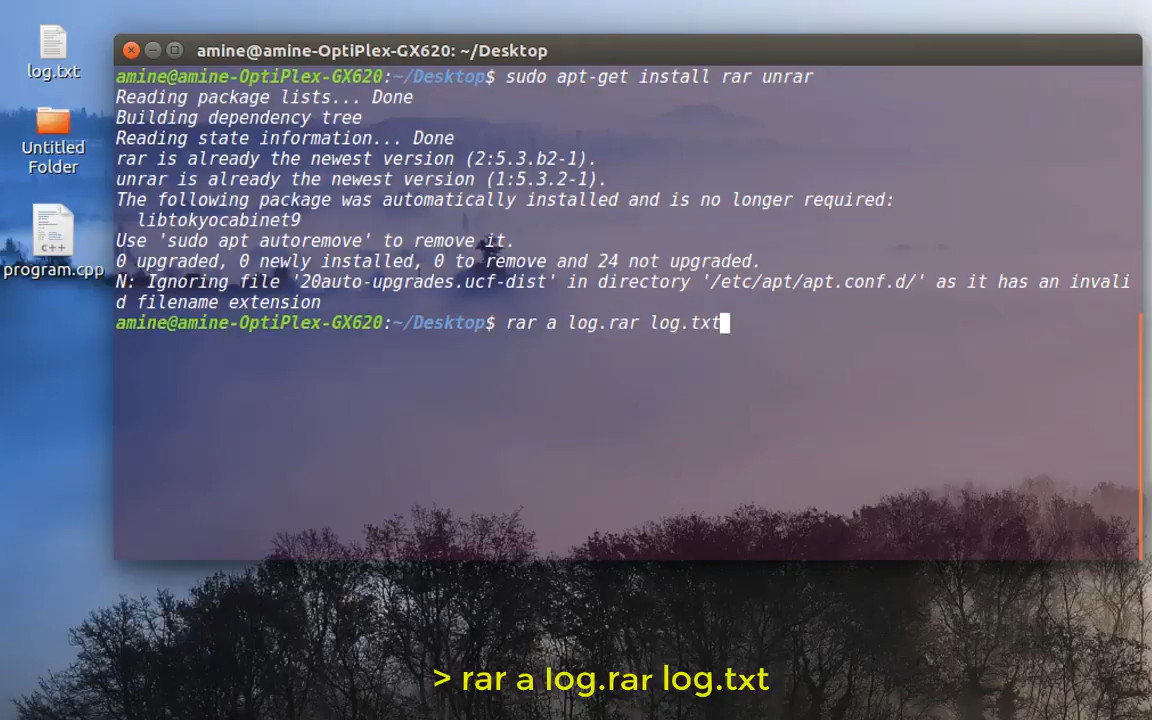 log.txt
Untitled
Folder
program.cpp
amine@amine-OptiPlex-GX620: ~/Desktop
amine@amine-OptiPlex-GX620:~/Desktop$ sudo apt-get install rar unrar
Reading package lists... Done
Building dependency tree
Reading state information... Done
rar is already the newest version (2:5.3.b2-1).
unrar is already the newest version (1:5.3.2-1).
The following package was automatically installed and is no longer required:
  libtokyocabinet9
Use 'sudo apt autoremove' to remove it.
0 upgraded, 0 newly installed, 0 to remove and 24 not upgraded.
N: Ignoring file '20auto-upgrades.ucf-dist' in directory '/etc/apt/apt.conf.d/' as it has an invali
d filename extension
amine@amine-OptiPlex-GX620:~/Desktop$ rar a log.rar log.txt
C++
> rar a log.rar log.txt